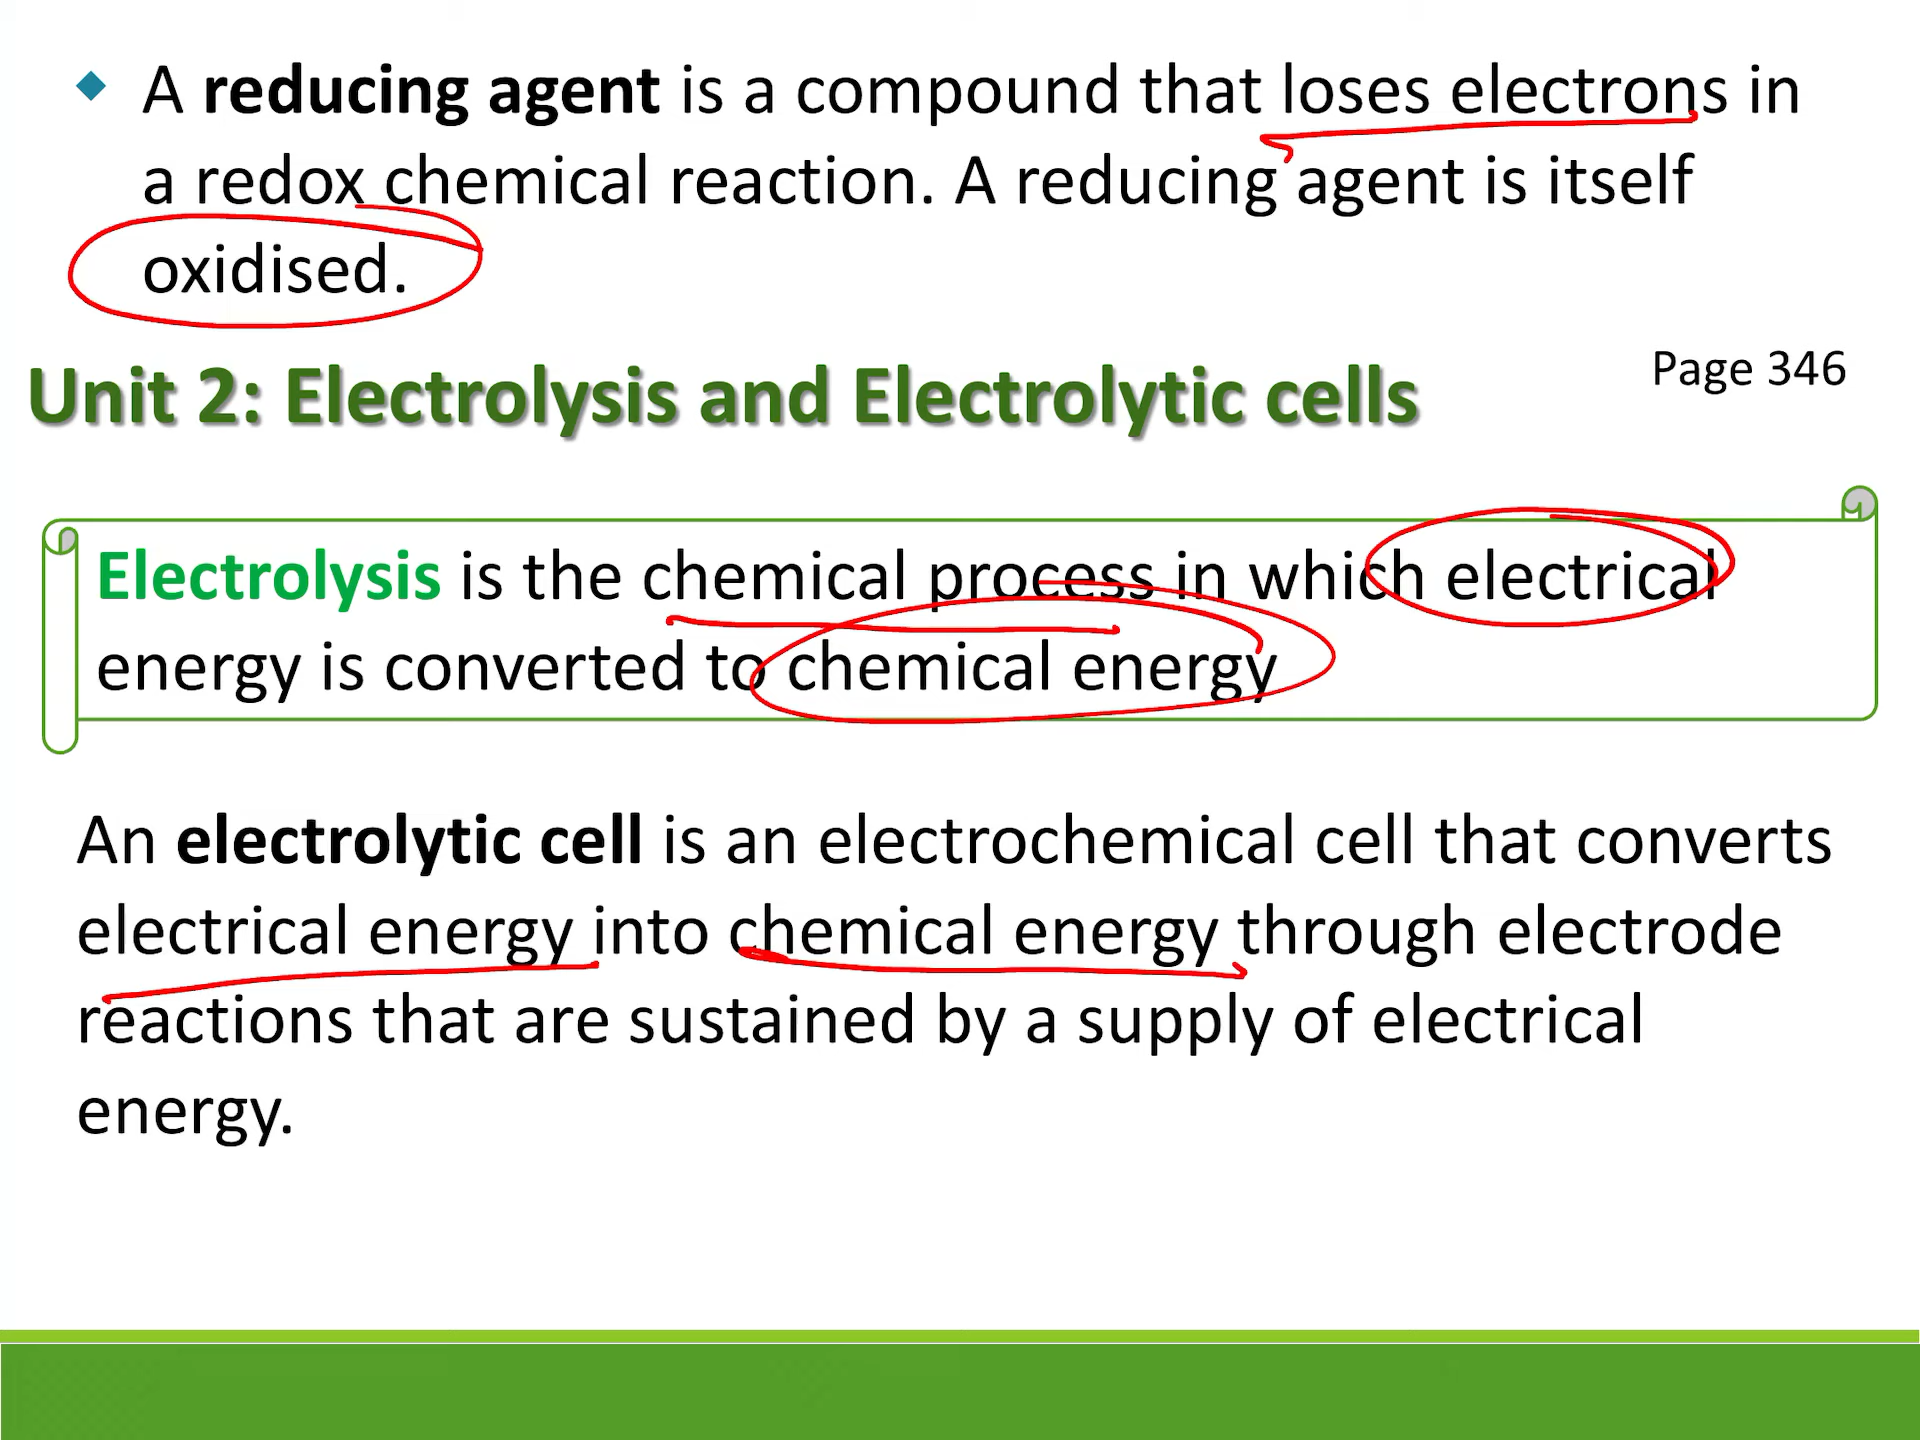 A reducing agent is a compound that loses electrons in
a redox chemical reaction. A reducing agent is itself
oxidised.
Unit 2: Electrolysis and Electrolytic cells
Page 346
Electrolysis is the chemical process in which electrical
energy is converted to chemical energy
An electrolytic cell is an electrochemical cell that converts
electrical energy into chemical energy through electrode
reactions that are sustained by a supply of electrical
energy.